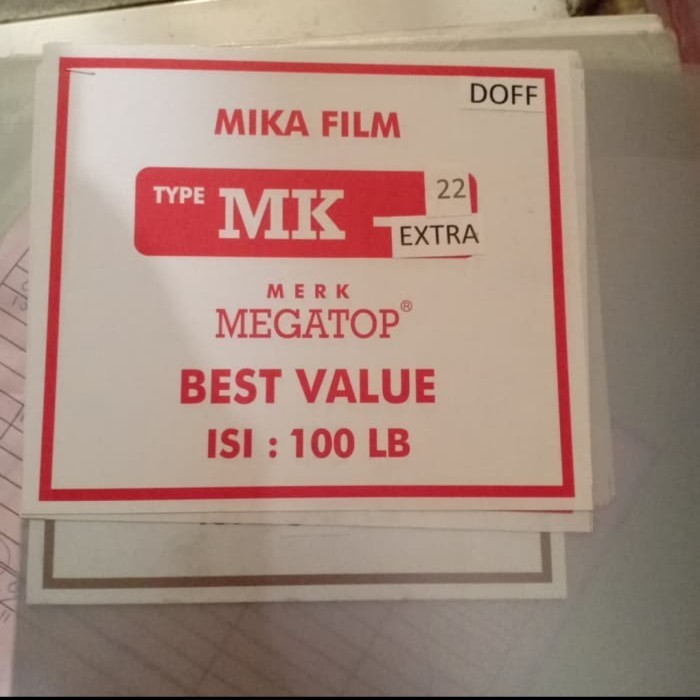 DOFF
MIKA FILM
TYPE MK 22
EXTRA
MERK
MEGATOP®
BEST VALUE
ISI : 100 LB